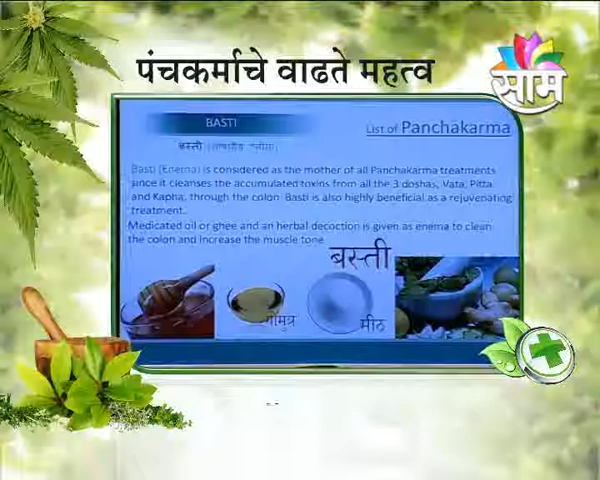 पंचकर्माचे वाढते महत्व
साम
BASTI
List of Panchakarma
बस्ती
Basti (Enema) is considered as the mother of all Panchakarma treatments
since it cleanses the accumulated toxins from all the 3 doshas, Vata, Pitta
and Kapha, through the colon. Basti is also highly beneficial as a rejuvenating
treatment.
Medicated oil or ghee and an herbal decoction is given as enema to clean
the colon and increase the muscle tone
बस्ती
गोमुत्र
मीठ